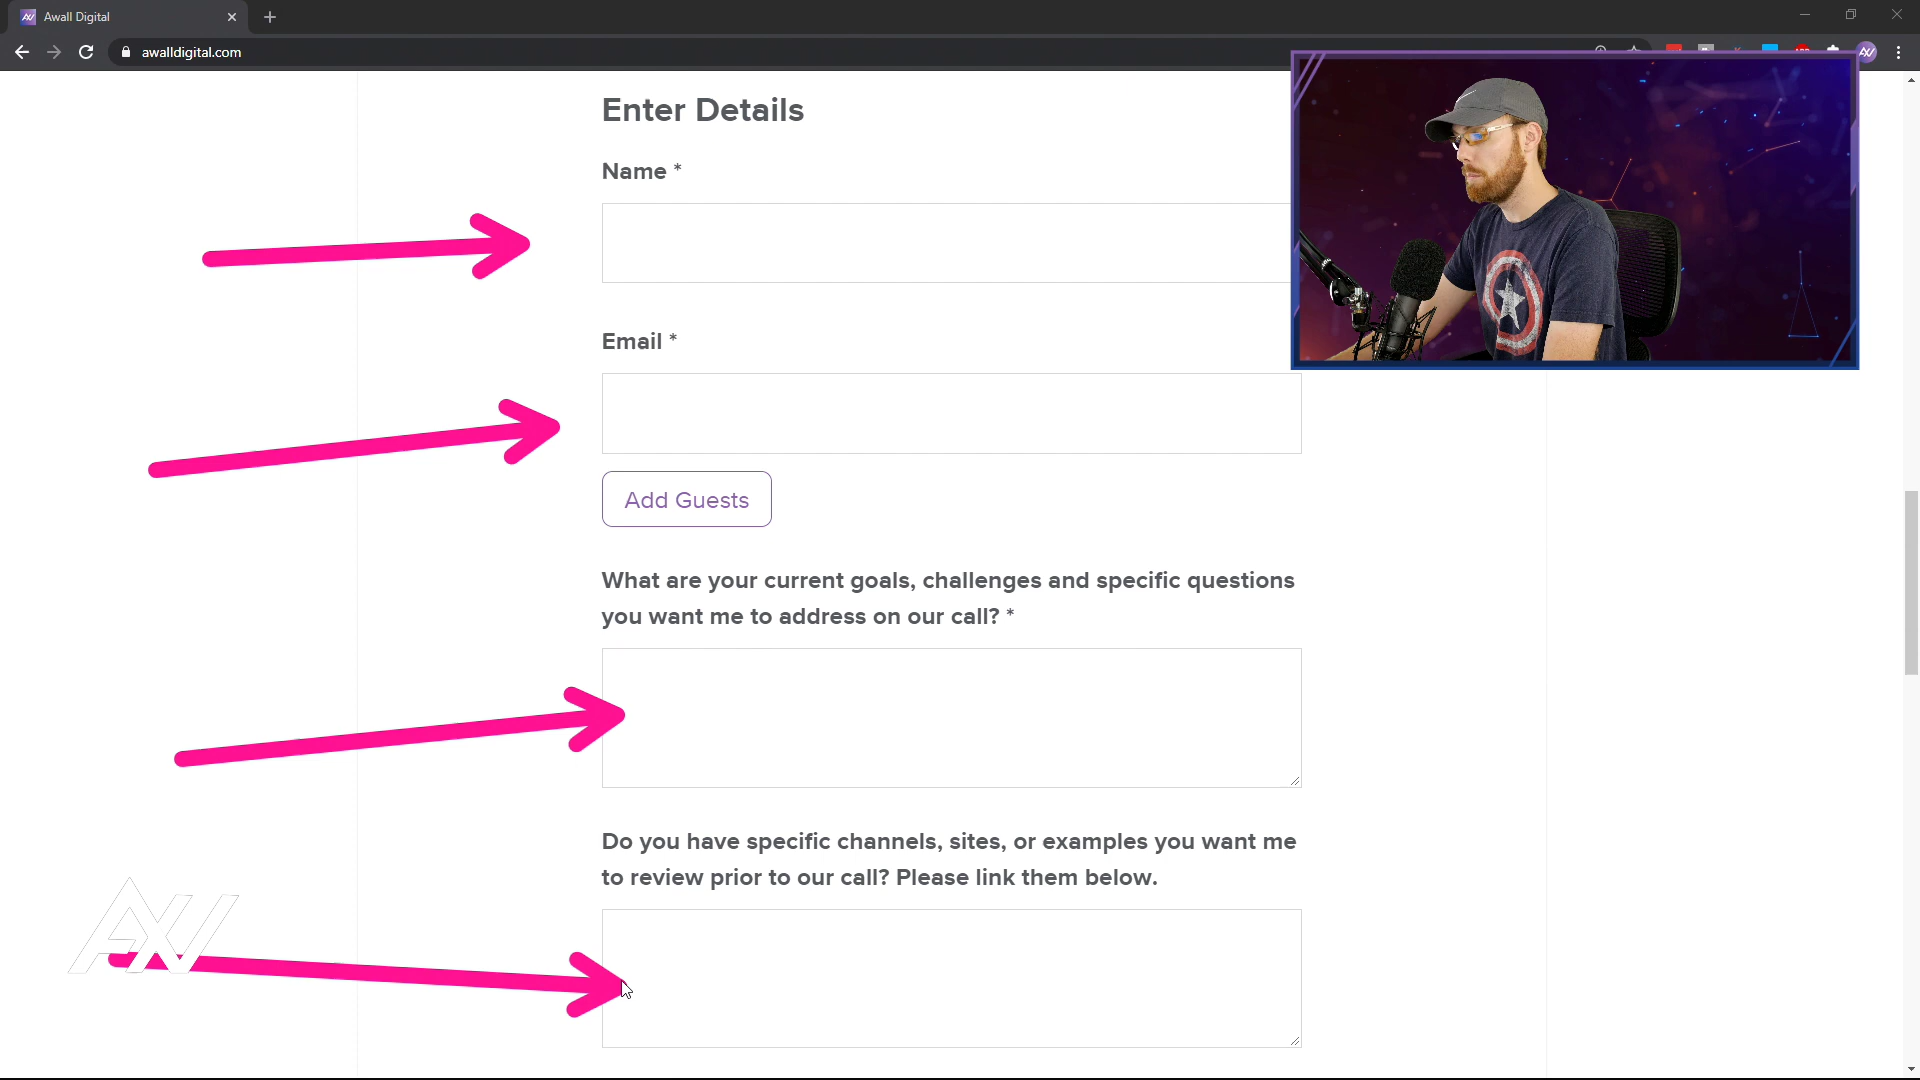 Awall Digital
awalldigital.com
Enter Details
Name *
Email *
Add Guests
What are your current goals, challenges and specific questions
you want me to address on our call? *
Do you have specific channels, sites, or examples you want me
to review prior to our call? Please link them below.